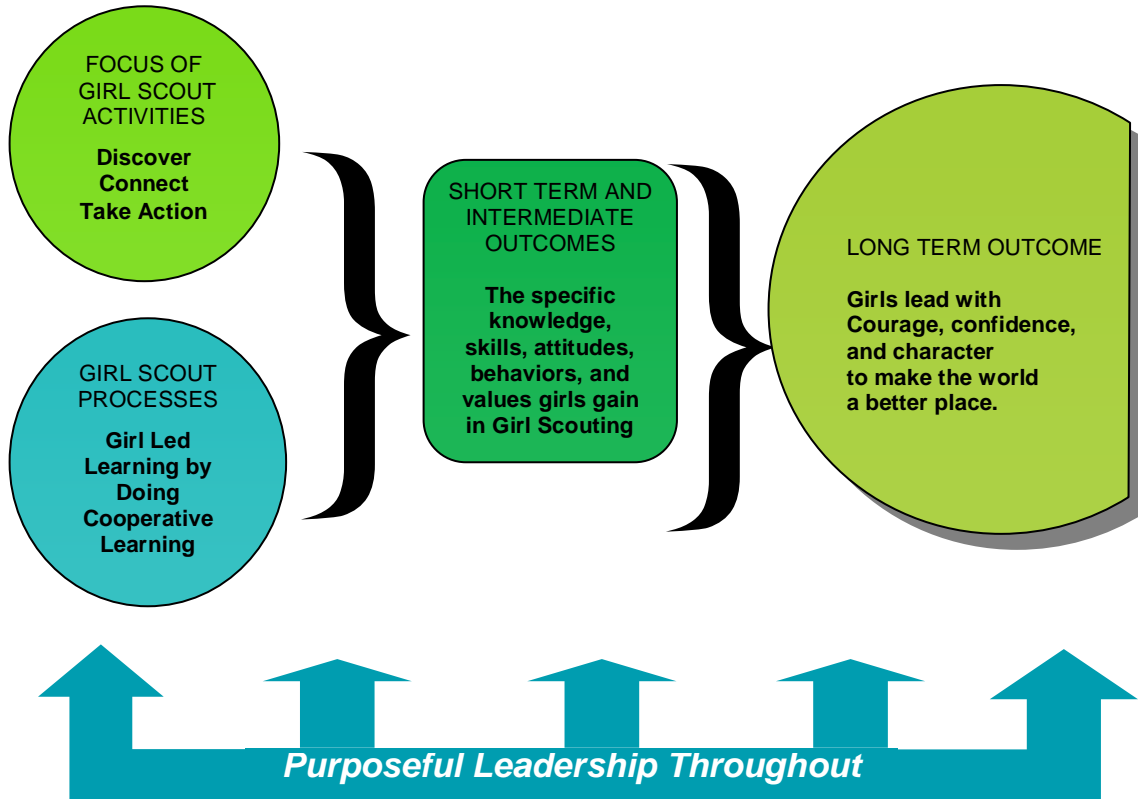 FOCUS OF
GIRL SCOUT
ACTIVITIES
Discover
Connect
Take Action
GIRL SCOUT
PROCESSES
Girl Led
Learning by
Doing
Cooperative
Learning
SHORT TERM AND
INTERMEDIATE
OUTCOMES
The specific
knowledge,
skills, attitudes,
behaviors, and
values girls gain
in Girl Scouting
LONG TERM OUTCOME
Girls lead with
Courage, confidence,
and character
to make the world
a better place.
Purposeful Leadership Throughout